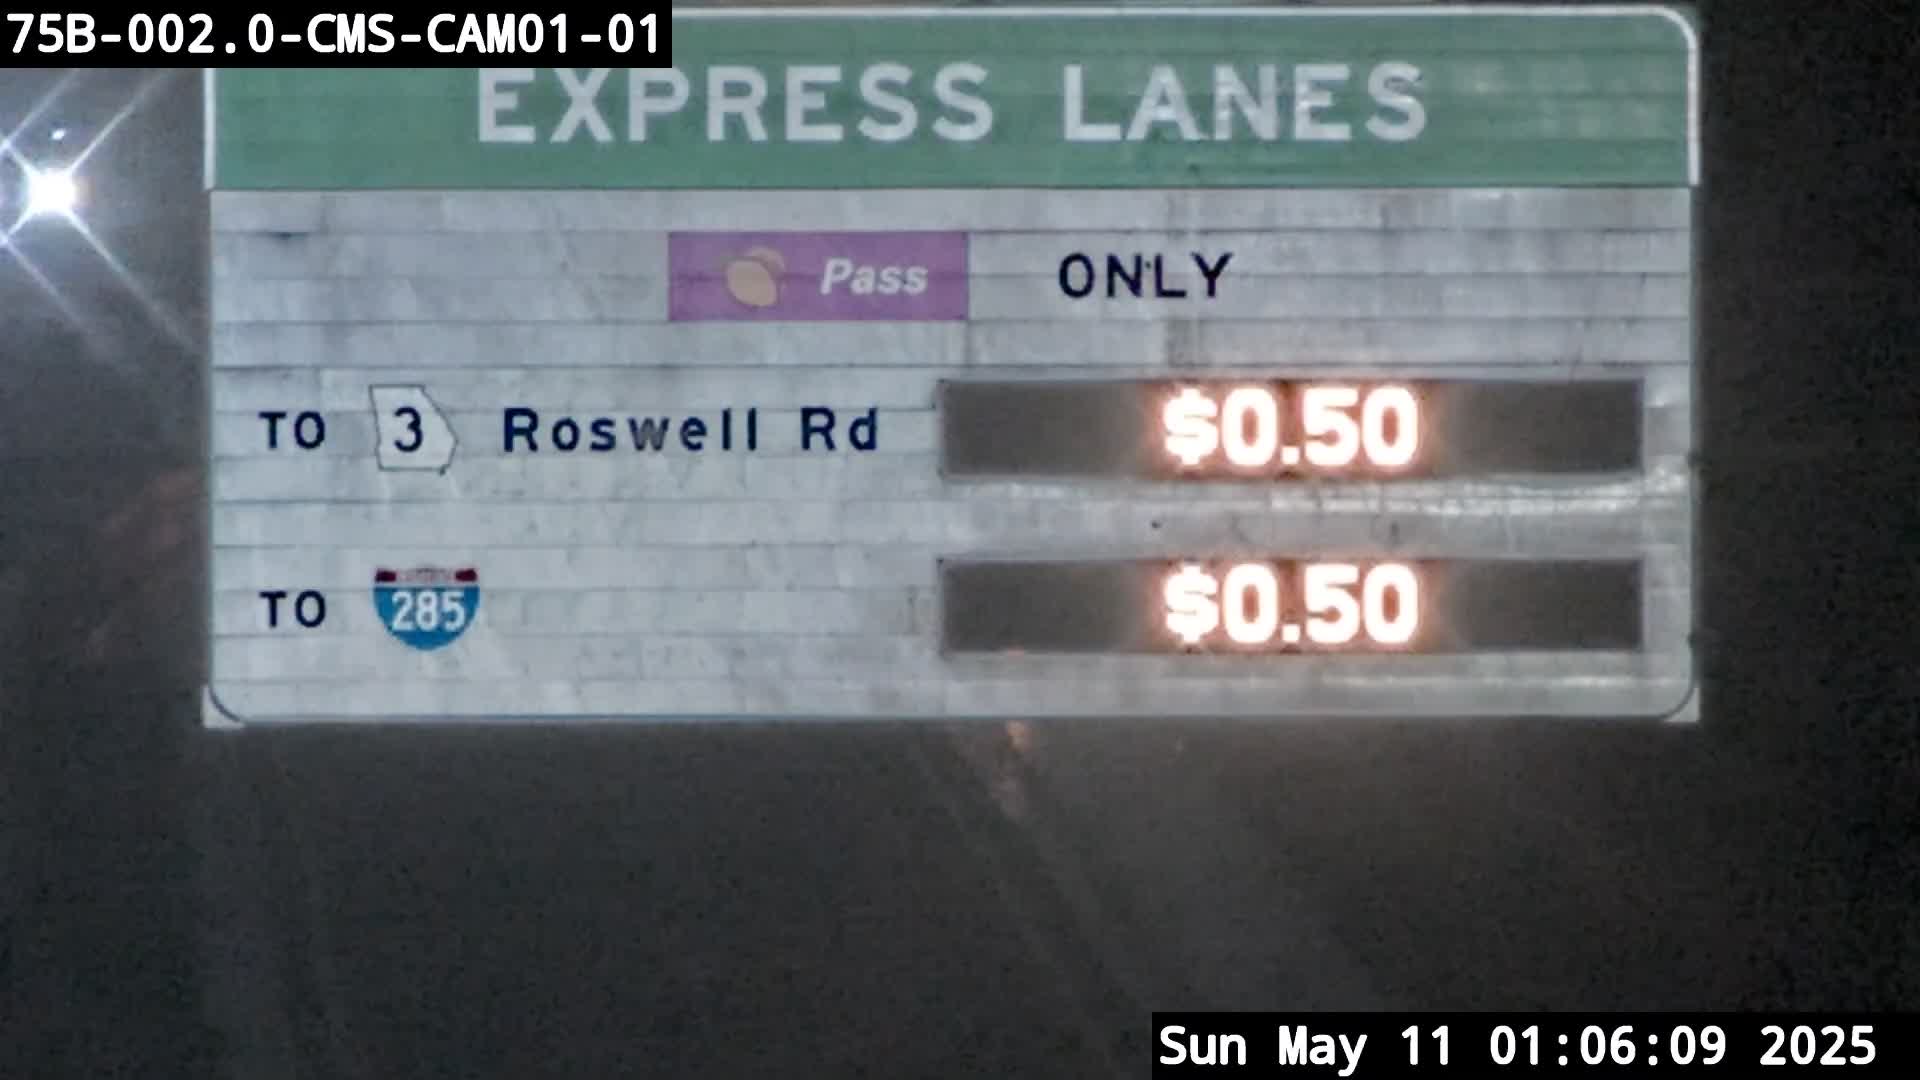 75B-002.0-CMS-CAM01-01
EXPRESS LANES
Pass ONLY
TO 3 Roswell Rd $0.50
TO 285 $0.50
Sun May 11 01:06:09 2025